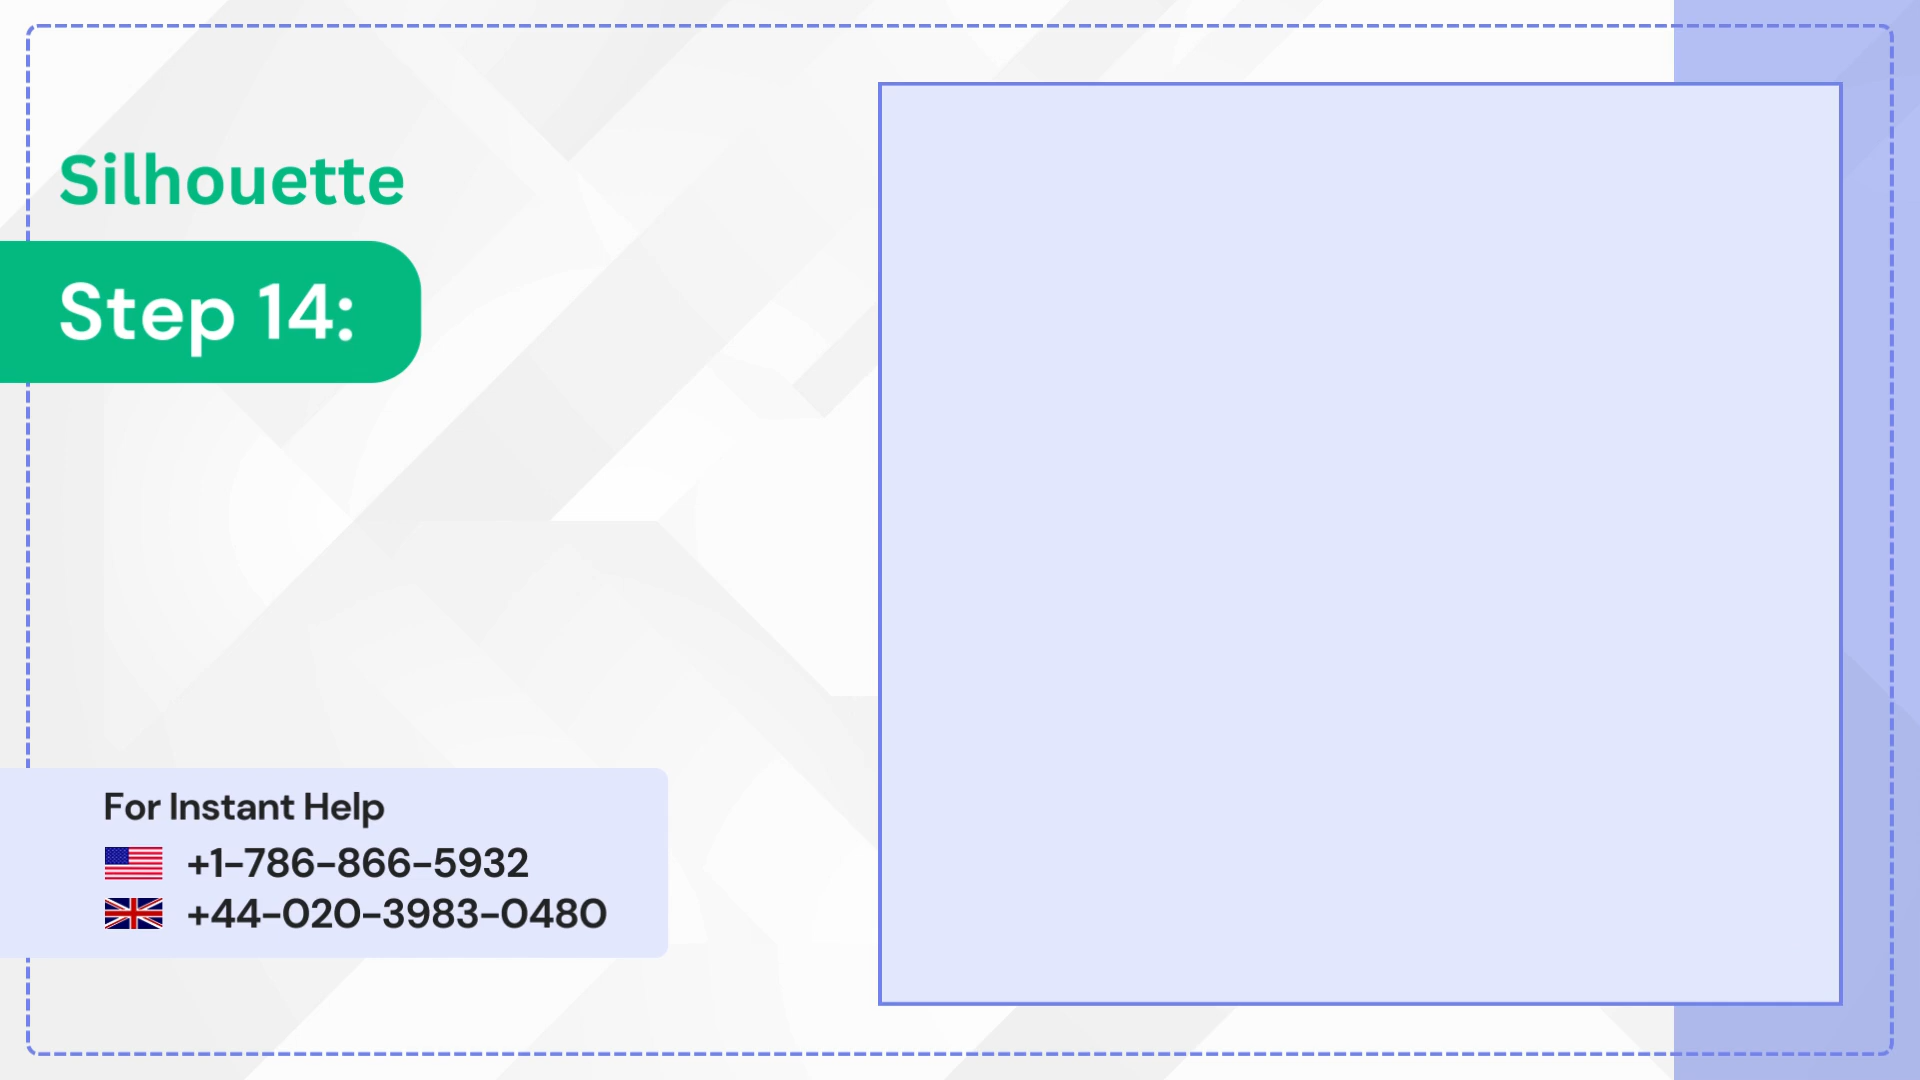 Silhouette
Step 14:
For Instant Help
+1-786-866-5932
+44-020-3983-0480